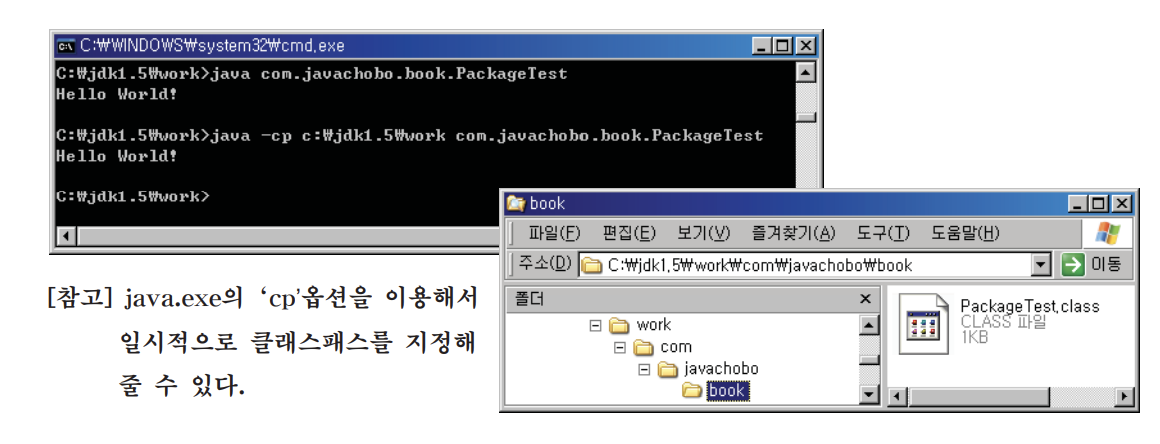 C:₩WINDOWS₩system32₩cmd.exe
C:₩jdk1.5₩work>java com.javachobo.book.PackageTest
Hello World!
C:₩jdk1.5₩work>java -cp c:₩jdk1.5₩work com.javachobo.book.PackageTest
Hello World!
C:₩jdk1.5₩work>
book
파일(F) 편집(E) 보기(V) 즐겨찾기(A) 도구(T) 도움말(H)
주소(D) C:₩jdk1.5₩work₩com₩javachobo₩book 이동
폴더
work
com
javachobo
book
PackageTest.class
CLASS 파일
1KB
[참고] java.exe의 ‘cp’옵션을 이용해서
일시적으로 클래스패스를 지정해
줄 수 있다.